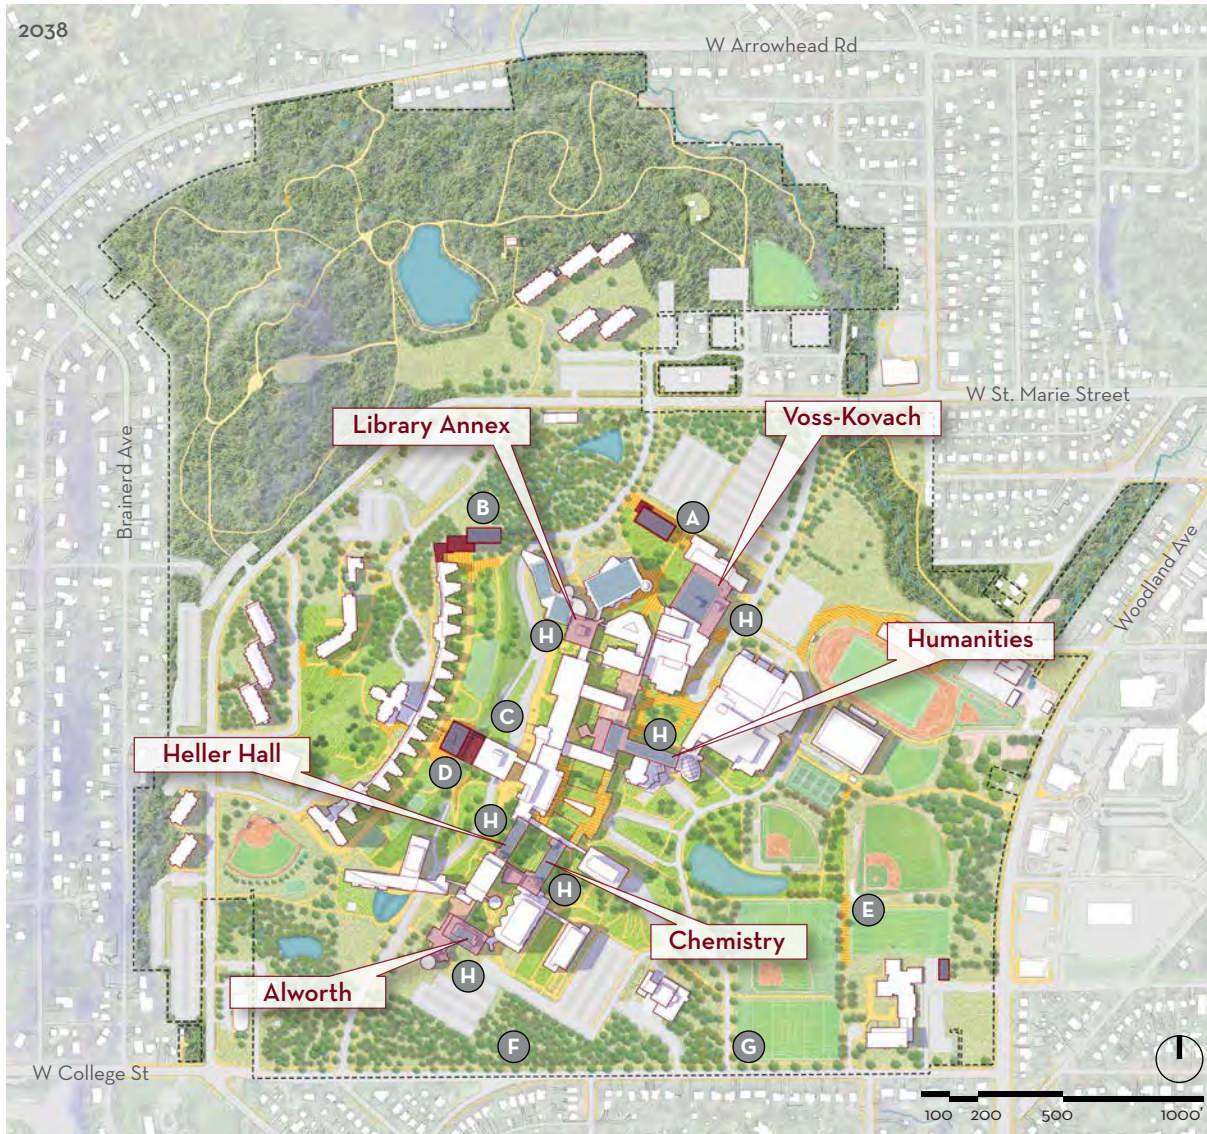 2038
W Arrowhead Rd
W St. Marie Street
Voss-Kovach
Library Annex
Brainerd Ave
B
A
Woodland Ave
H
H
Humanities
C
H
Heller Hall
D
H
H
E
Chemistry
H
Alworth
F
G
W College St
100 200 500 1000'